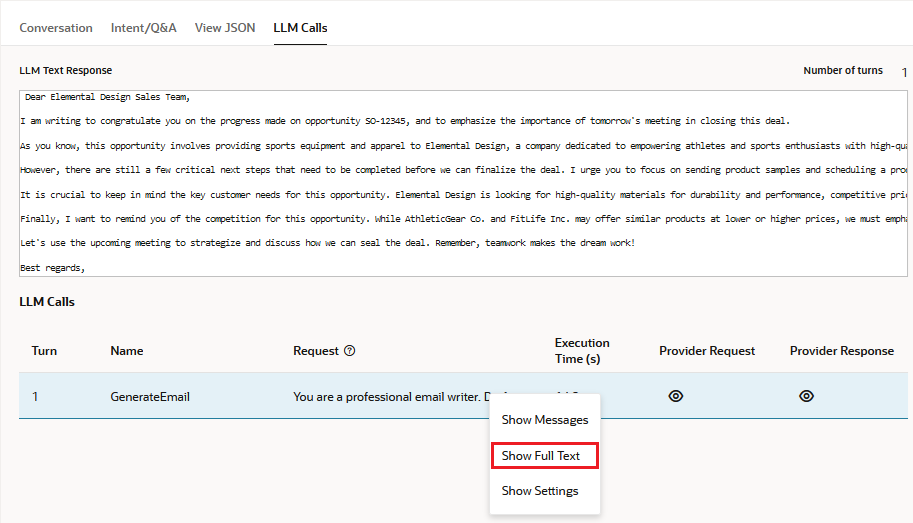 Conversation Intent/Q&A View JSON LLM Calls
LLM Text Response Number of turns 1
Dear Elemental Design Sales Team,
I am writing to congratulate you on the progress made on opportunity SO-12345, and to emphasize the importance of tomorrow's meeting in closing this deal.
As you know, this opportunity involves providing sports equipment and apparel to Elemental Design, a company dedicated to empowering athletes and sports enthusiasts with high-qu
However, there are still a few critical next steps that need to be completed before we can finalize the deal. I urge you to focus on sending product samples and scheduling a pro
It is crucial to keep in mind the key customer needs for this opportunity. Elemental Design is looking for high-quality materials for durability and performance, competitive pri
Finally, I want to remind you of the competition for this opportunity. While AthleticGear Co. and FitLife Inc. may offer similar products at lower or higher prices, we must emph
Let's use the upcoming meeting to strategize and discuss how we can seal the deal. Remember, teamwork makes the dream work!
Best regards,
LLM Calls
Turn Name Request Execution Time (s) Provider Request Provider Response
1 GenerateEmail You are a professional email writer.
Show Messages
Show Full Text
Show Settings